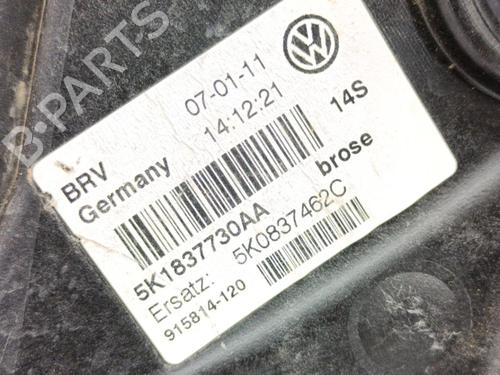 B-PARTS
BRV
07-01-11
Germany
14:12:21
14S
5K1837730AA
brose
Ersatz:
5K0837462C
915814-120